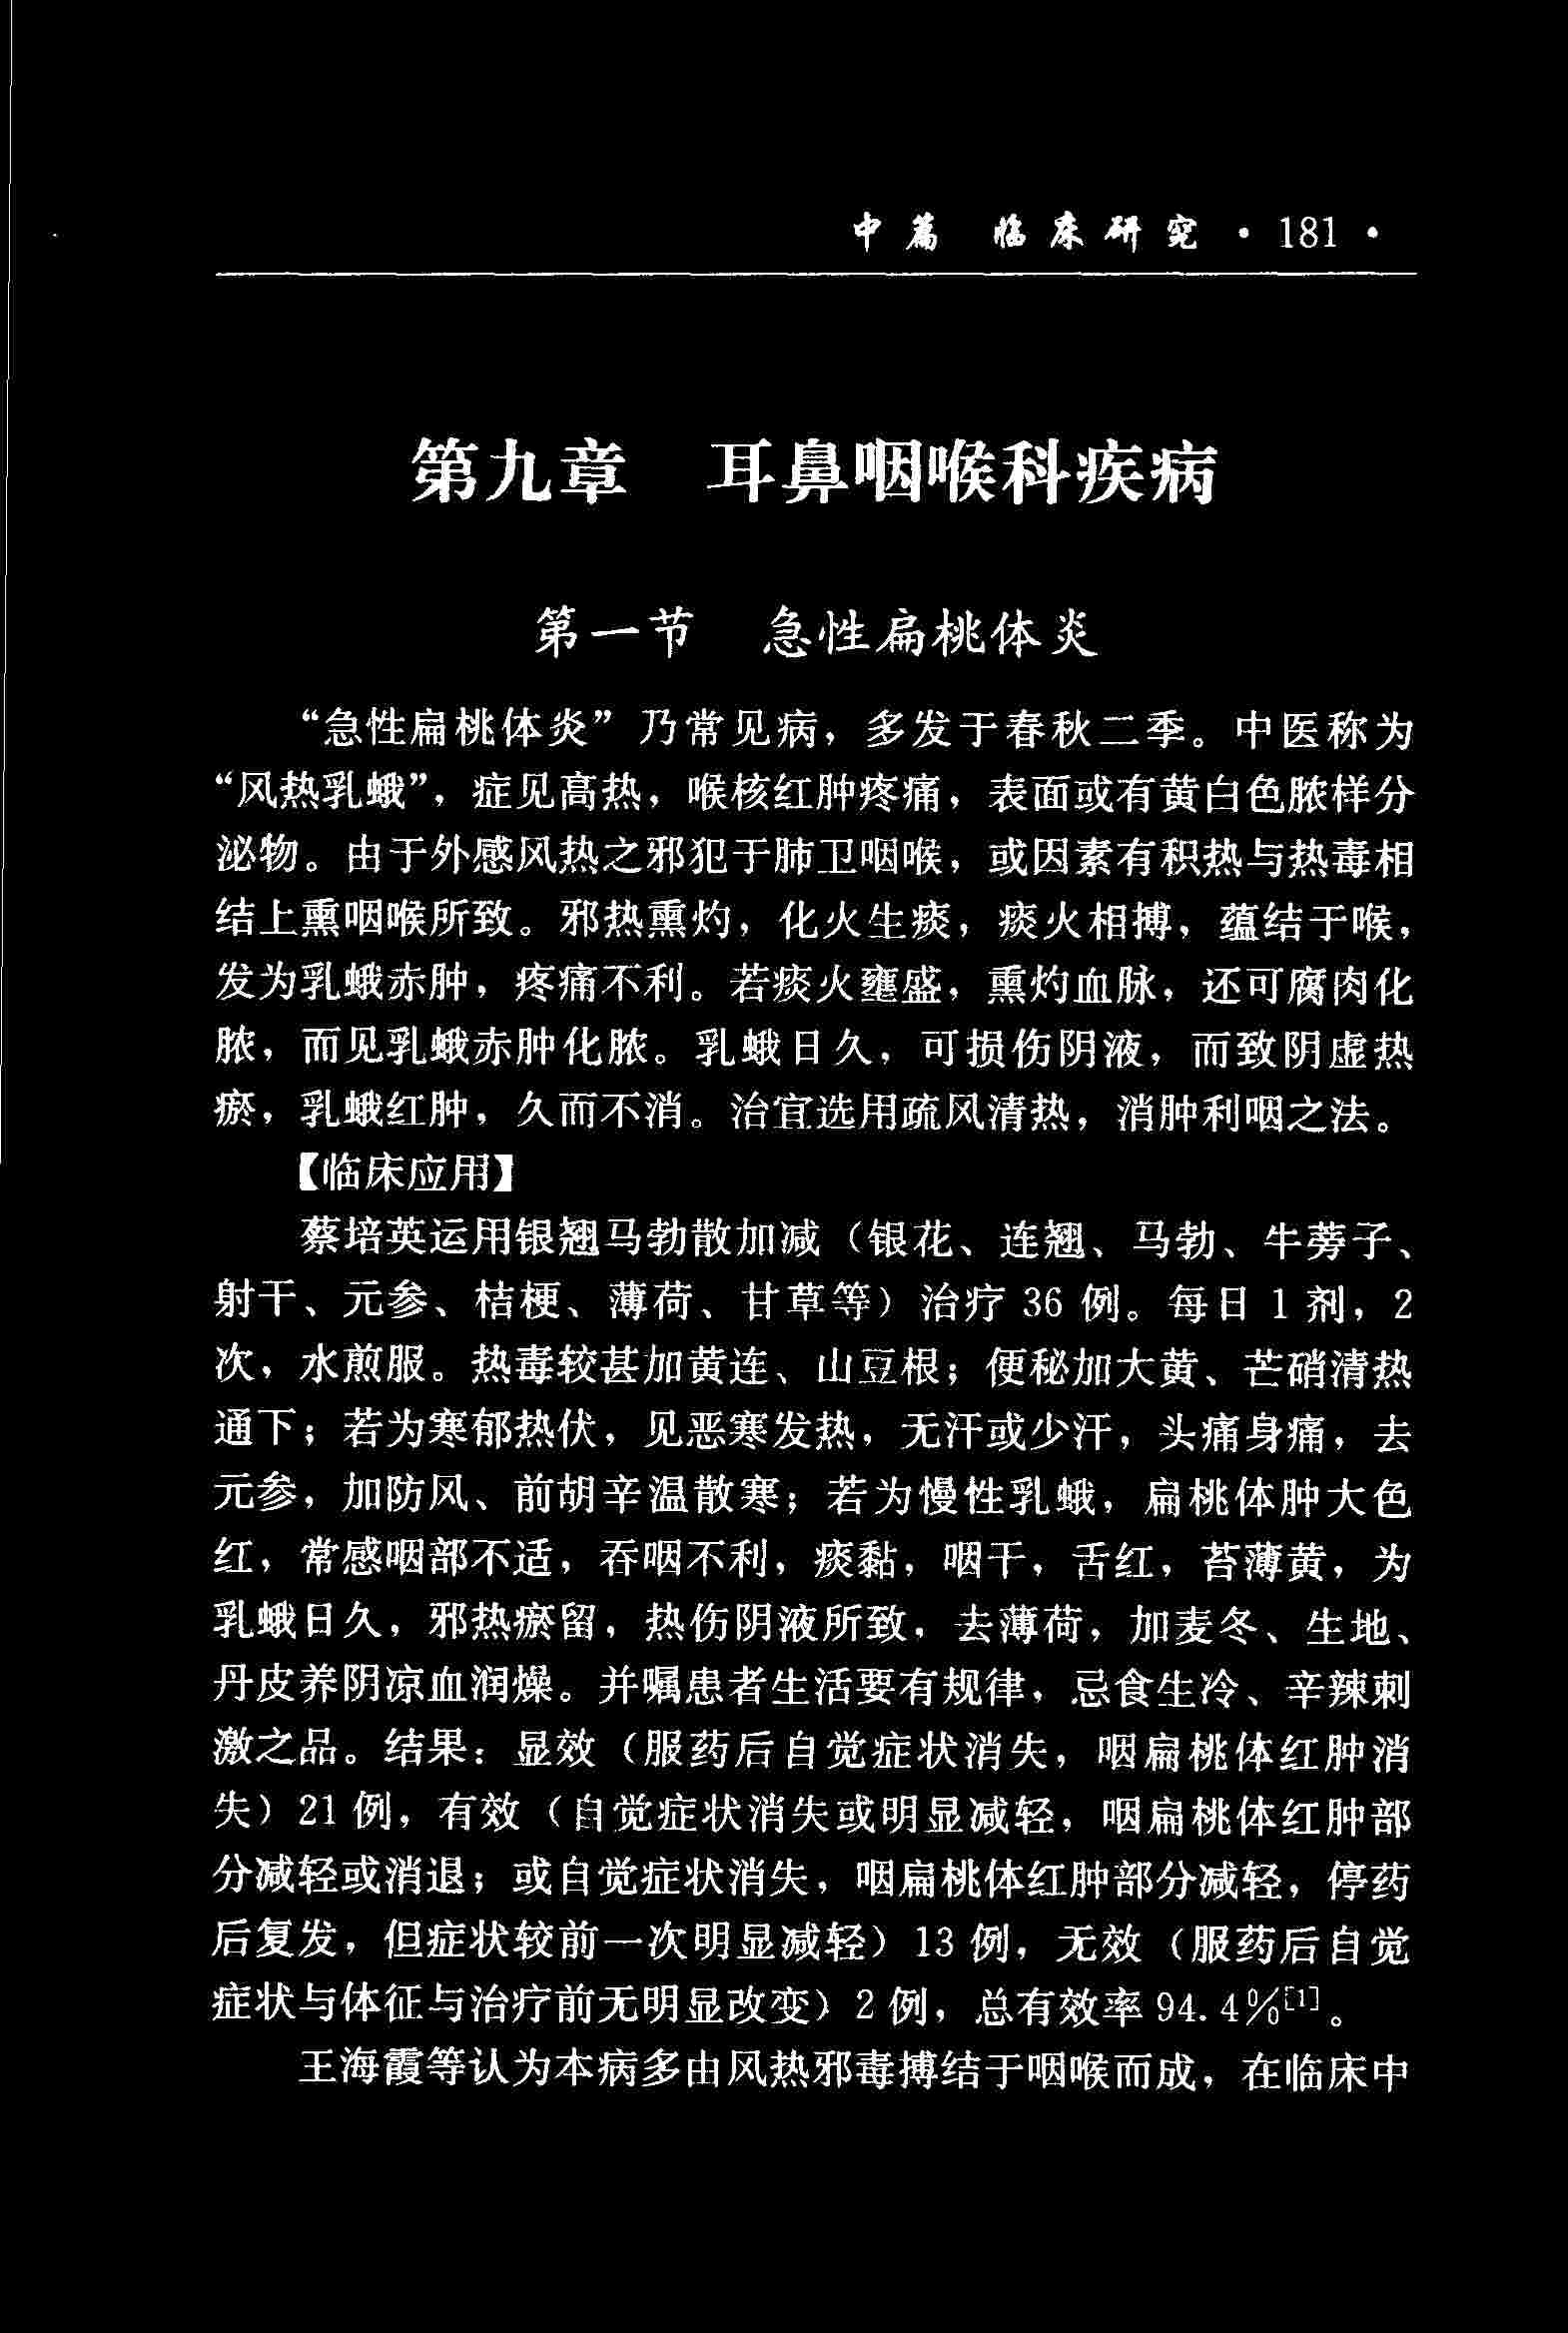 中篇 临床研究 · 181 ·
第九章 耳鼻咽喉科疾病
第一节 急性扁桃体炎
“急性扁桃体炎”乃常见病，多发于春秋二季。中医称为
“风热乳蛾”，症见高热，喉核红肿疼痛，表面或有黄白色脓样分
泌物。由于外感风热之邪犯于肺卫咽喉，或因素有积热与热毒相
结上熏咽喉所致。邪热熏灼，化火生痰，痰火相搏，蕴结于喉，
发为乳蛾赤肿，疼痛不利。若痰火壅盛，熏灼血脉，还可腐肉化
脓，而见乳蛾赤肿化脓。乳蛾日久，可损伤阴液，而致阴虚热
瘀，乳蛾红肿，久而不消。治宜选用疏风清热，消肿利咽之法。
【临床应用】
蔡培英运用银翘马勃散加减（银花、连翘、马勃、牛蒡子、
射干、元参、桔梗、薄荷、甘草等）治疗 36 例。每日 1 剂，2
次，水煎服。热毒较甚加黄连、山豆根；便秘加大黄、芒硝清热
通下；若为寒郁热伏，见恶寒发热，无汗或少汗，头痛身痛，去
元参，加防风、前胡辛温散寒；若为慢性乳蛾，扁桃体肿大色
红，常感咽部不适，吞咽不利，痰黏，咽干，舌红，苔薄黄，为
乳蛾日久，邪热瘀留，热伤阴液所致，去薄荷，加麦冬、生地、
丹皮养阴凉血润燥。并嘱患者生活要有规律，忌食生冷、辛辣刺
激之品。结果：显效（服药后自觉症状消失，咽扁桃体红肿消
失）21 例，有效（自觉症状消失或明显减轻，咽扁桃体红肿部
分减轻或消退；或自觉症状消失，咽扁桃体红肿部分减轻，停药
后复发，但症状较前一次明显减轻）13 例，无效（服药后自觉
症状与体征与治疗前无明显改变）2 例，总有效率 94.4%[1]。
王海霞等认为本病多由风热邪毒搏结于咽喉而成，在临床中